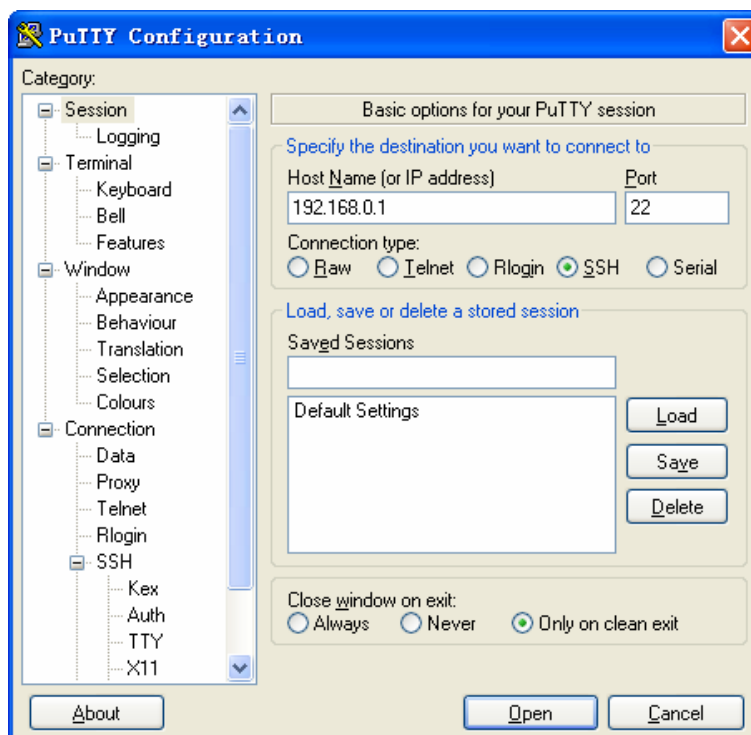 PuTTY Configuration
Category:
Session
Logging
Terminal
Keyboard
Bell
Features
Window
Appearance
Behaviour
Translation
Selection
Colours
Connection
Data
Proxy
Telnet
Rlogin
SSH
Kex
Auth
TTY
X11
Basic options for your PuTTY session
Specify the destination you want to connect to
Host Name (or IP address) Port
192.168.0.1 22
Connection type:
Raw Telnet Rlogin SSH Serial
Load, save or delete a stored session
Saved Sessions
Default Settings
Load
Save
Delete
Close window on exit:
Always Never Only on clean exit
About Open Cancel